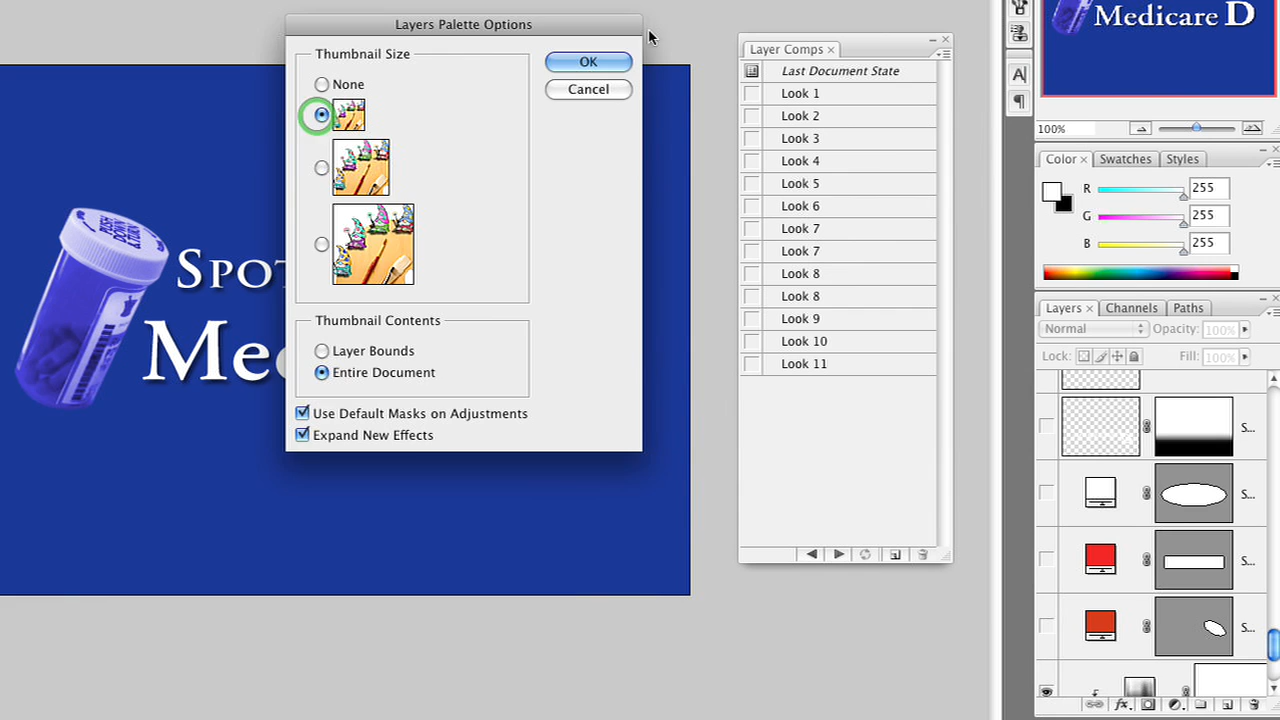 Layers Palette Options
Thumbnail Size
None
OK
Cancel
Thumbnail Contents
Layer Bounds
Entire Document
Use Default Masks on Adjustments
Expand New Effects
PUSH
DOWN
& TURN
SPOT
Me
Layer Comps ×
Last Document State
Look 1
Look 2
Look 3
Look 4
Look 5
Look 6
Look 7
Look 7
Look 8
Look 8
Look 9
Look 10
Look 11
Medicare D
100%
Color × Swatches Styles
R 255
G 255
B 255
Layers × Channels Paths
Normal Opacity: 100%
Lock: Fill: 100%
S...
S...
S...
S...